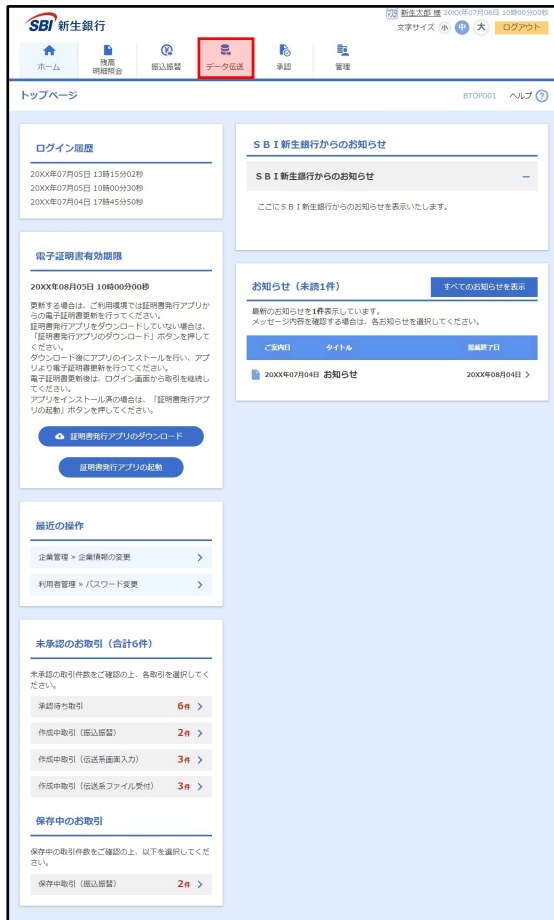 SBI 新生銀行
新生太郎 様 20XX年07月06日 10時00分00秒
文字サイズ 小 中 大 ログアウト
ホーム
残高
明細照会
振込振替
データ伝送
承認
管理
トップページ
BTOP001 ヘルプ ?
ログイン履歴
20XX年07月05日 13時15分02秒
20XX年07月05日 10時00分30秒
20XX年07月04日 17時45分50秒
電子証明書有効期限
20XX年08月05日 10時00分00秒
更新する場合は、ご利用環境では証明書発行アプリか
らの電子証明書更新を行ってください。
証明書発行アプリをダウンロードしていない場合は、
「証明書発行アプリのダウンロード」ボタンを押して
ください。
ダウンロード後にアプリのインストールを行い、アプ
リより電子証明書更新を行ってください。
電子証明書更新後は、ログイン画面から取引を継続し
てください。
アプリをインストール済の場合は、「証明書発行アプ
リの起動」ボタンを押してください。
証明書発行アプリのダウンロード
証明書発行アプリの起動
最近の操作
企業管理 » 企業情報の変更
利用者管理 » パスワード変更
未承認のお取引（合計6件）
未承認の取引件数をご確認の上、各取引を選択してく
ださい。
承認待ち取引 6件
作成中取引（振込振替） 2件
作成中取引（伝送系画面入力） 3件
作成中取引（伝送系ファイル受付） 3件
保存中のお取引
保存中の取引件数をご確認の上、以下を選択してくだ
さい。
保存中取引（振込振替） 2件
ＳＢＩ新生銀行からのお知らせ
ＳＢＩ新生銀行からのお知らせ
ここにＳＢＩ新生銀行からのお知らせを表示いたします。
お知らせ（未読1件）
すべてのお知らせを表示
最新のお知らせを1件表示しています。
メッセージ内容を確認する場合は、各お知らせを選択してください。
ご案内日 タイトル 掲載終了日
20XX年07月04日 お知らせ 20XX年08月04日